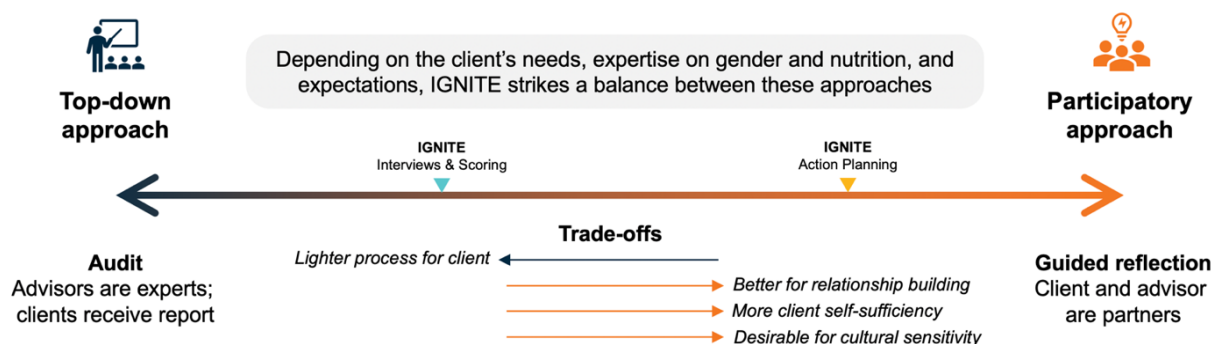 Depending on the client's needs, expertise on gender and nutrition, and
expectations, IGNITE strikes a balance between these approaches
Top-down
approach
Participatory
approach
IGNITE
Interviews & Scoring
IGNITE
Action Planning
Trade-offs
Lighter process for client
Better for relationship building
More client self-sufficiency
Desirable for cultural sensitivity
Audit
Advisors are experts;
clients receive report
Guided reflection
Client and advisor
are partners